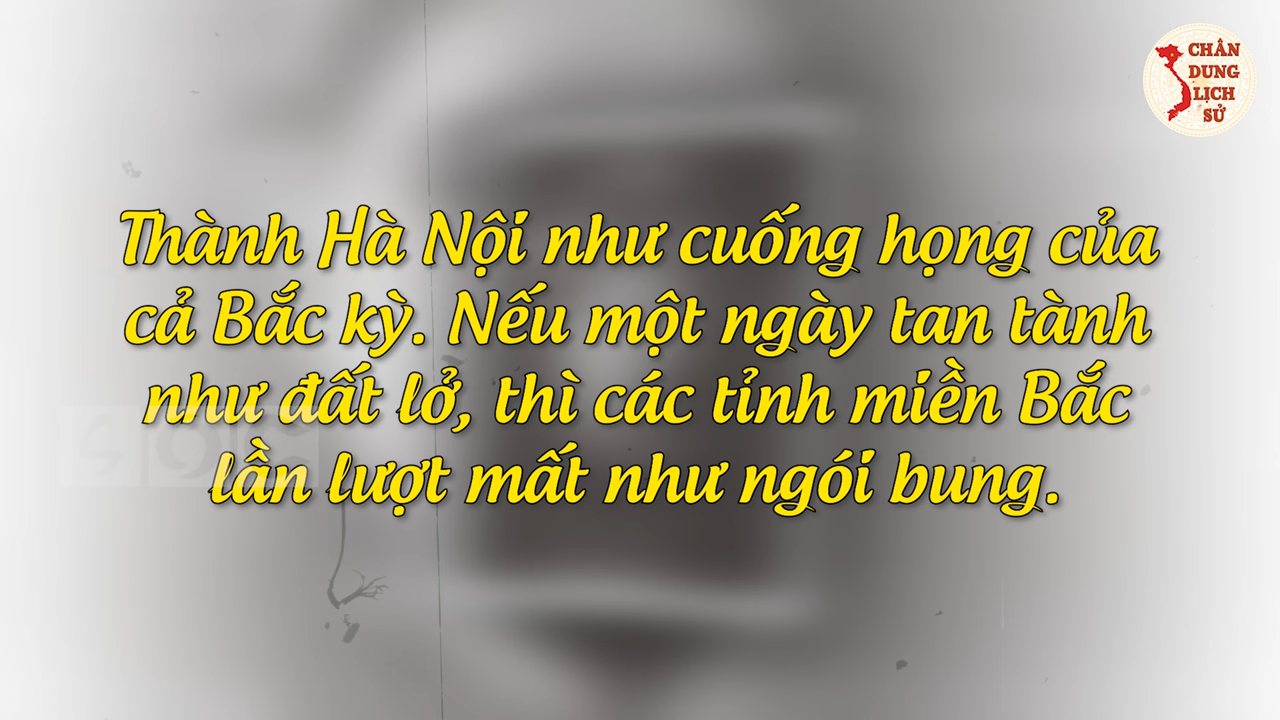 CHÂN
DUNG
LỊCH
SỬ
Thành Hà Nội như cuống họng của
cả Bắc kỳ. Nếu một ngày tan tành
như đất lở, thì các tỉnh miền Bắc
lần lượt mất như ngói bung.